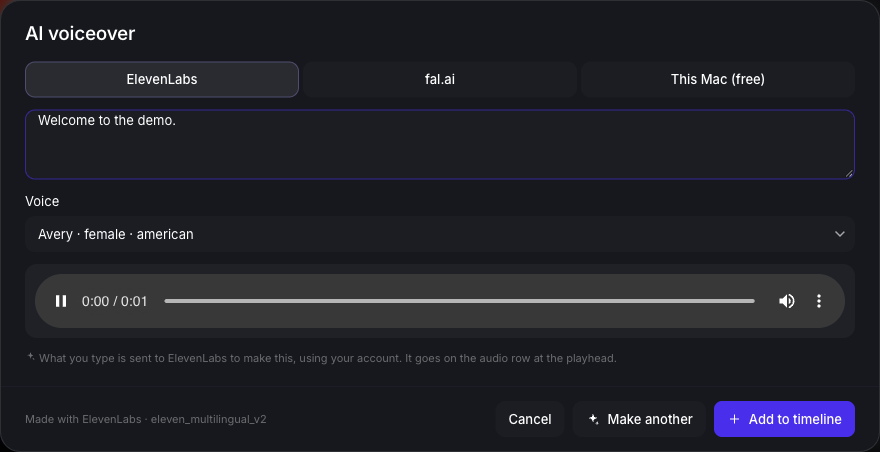 AI voiceover
ElevenLabs
fal.ai
This Mac (free)
Welcome to the demo.
Voice
Avery · female · american
0:00 / 0:01
What you type is sent to ElevenLabs to make this, using your account. It goes on the audio row at the playhead.
Made with ElevenLabs · eleven_multilingual_v2
Cancel
Make another
Add to timeline